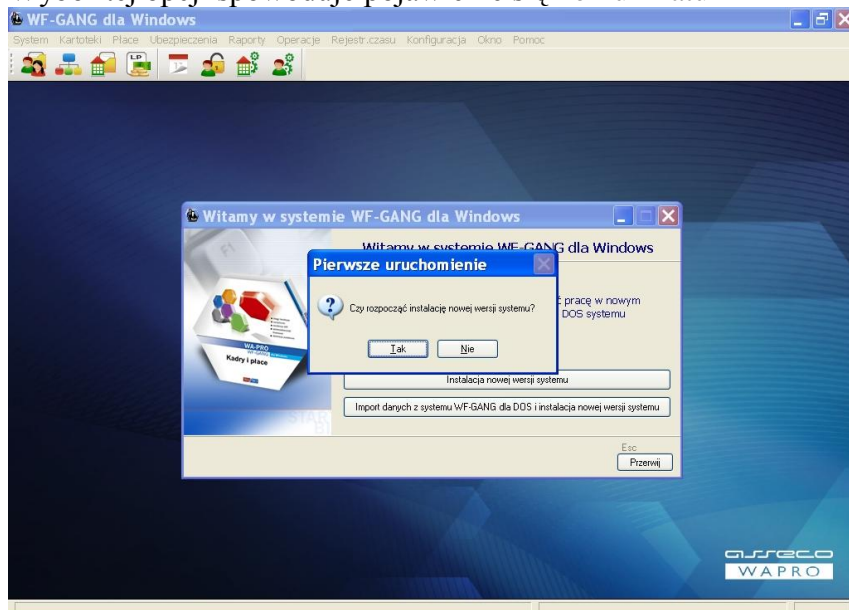 WF-GANG dla Windows
System Kartoteki Płace Ubezpieczenia Raporty Operacje Rejestr.czasu Konfiguracja Okno Pomoc
Witamy w systemie WF-GANG dla Windows
Witamy w systemie WF-GANG dla Windows
Pierwsze uruchomienie
Czy rozpocząć instalację nowej wersji systemu?
pracę w nowym
DOS systemu
Tak Nie
WA-PRO
Kadry i płace
Instalacja nowej wersji systemu
Import danych z systemu WF-GANG dla DOS i instalacja nowej wersji systemu
Esc
Przerwij
asseco
WAPRO